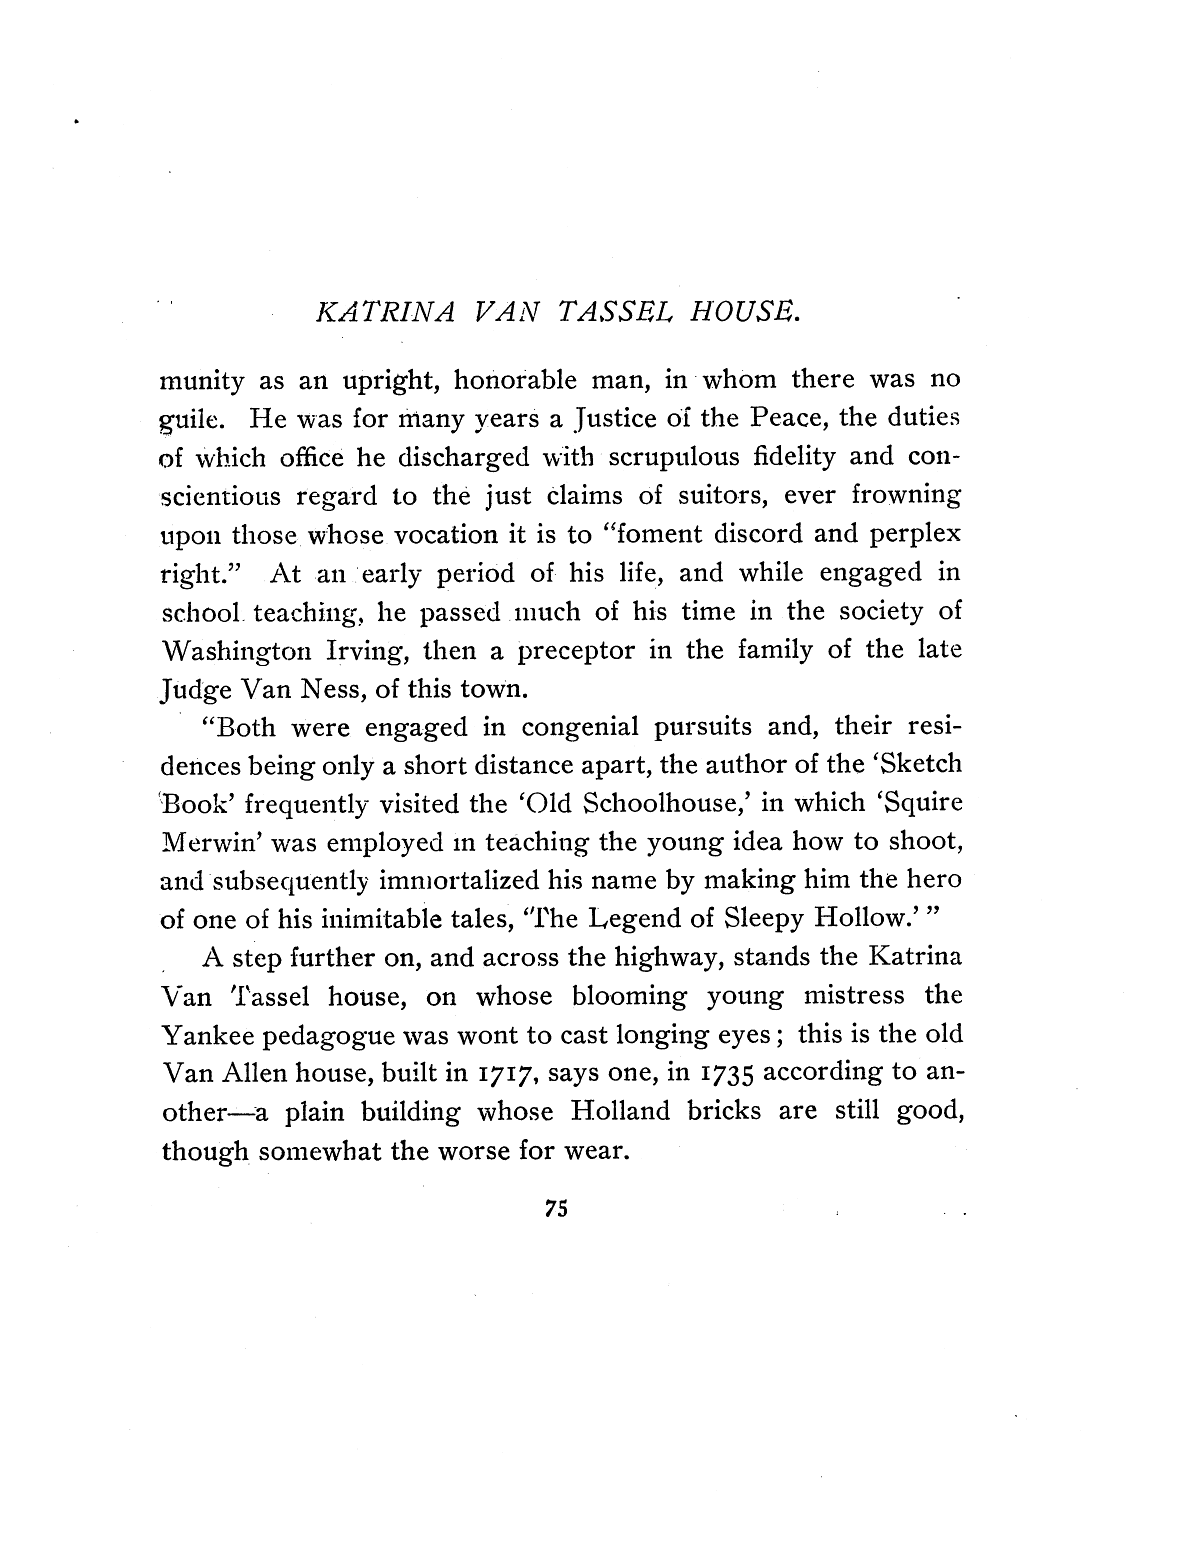 KATRINA VAN TASSEL HOUSE.
munity as an upright, honorable man, in whom there was no
guile. He was for many years a Justice of the Peace, the duties
of which office he discharged with scrupulous fidelity and con-
scientious regard to the just claims of suitors, ever frowning
upon those whose vocation it is to “foment discord and perplex
right.” At an early period of his life, and while engaged in
school teaching, he passed much of his time in the society of
Washington Irving, then a preceptor in the family of the late
Judge Van Ness, of this town.
“Both were engaged in congenial pursuits and, their resi-
dences being only a short distance apart, the author of the ‘Sketch
Book’ frequently visited the ‘Old Schoolhouse,’ in which ‘Squire
Merwin’ was employed in teaching the young idea how to shoot,
and subsequently immortalized his name by making him the hero
of one of his inimitable tales, ‘The Legend of Sleepy Hollow.’ ”
A step further on, and across the highway, stands the Katrina
Van Tassel house, on whose blooming young mistress the
Yankee pedagogue was wont to cast longing eyes; this is the old
Van Allen house, built in 1717, says one, in 1735 according to an-
other—a plain building whose Holland bricks are still good,
though somewhat the worse for wear.
75